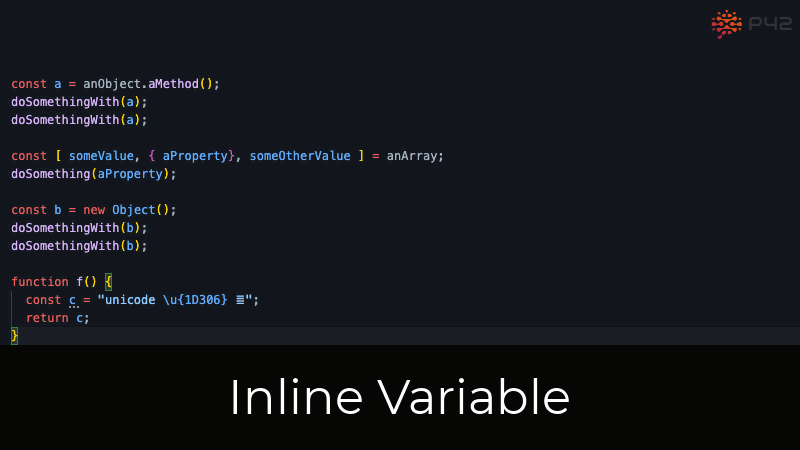 P42
const a = anObject.aMethod();
doSomethingWith(a);
doSomethingWith(a);
const [ someValue, { aProperty}, someOtherValue ] = anArray;
doSomething(aProperty);
const b = new Object();
doSomethingWith(b);
doSomethingWith(b);
function f() {
const c = "unicode \u{1D306} 𝌆";
return c;
}
Inline Variable